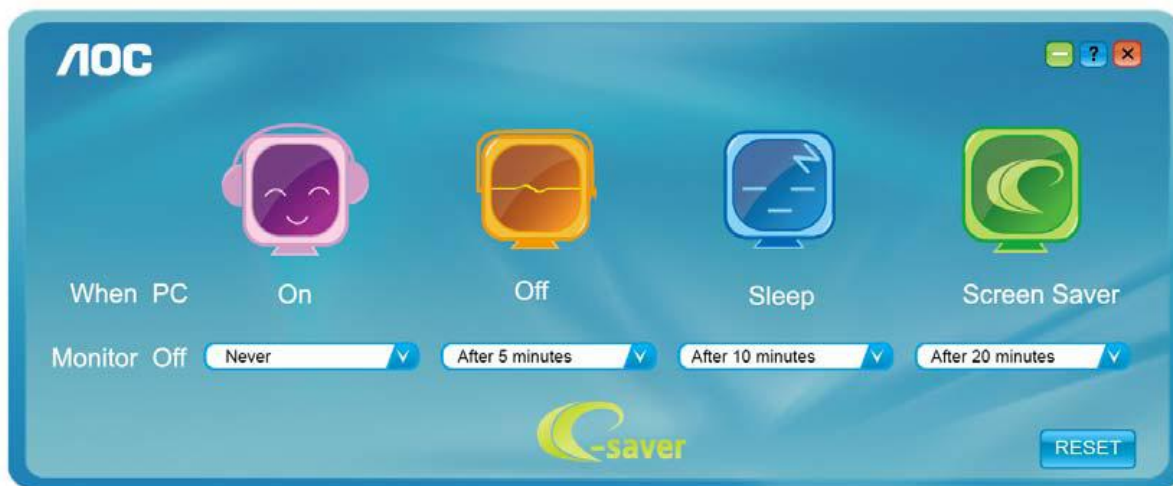 AOC
?
When PC On Off Sleep Screen Saver
Monitor Off Never After 5 minutes After 10 minutes After 20 minutes
e-saver
RESET